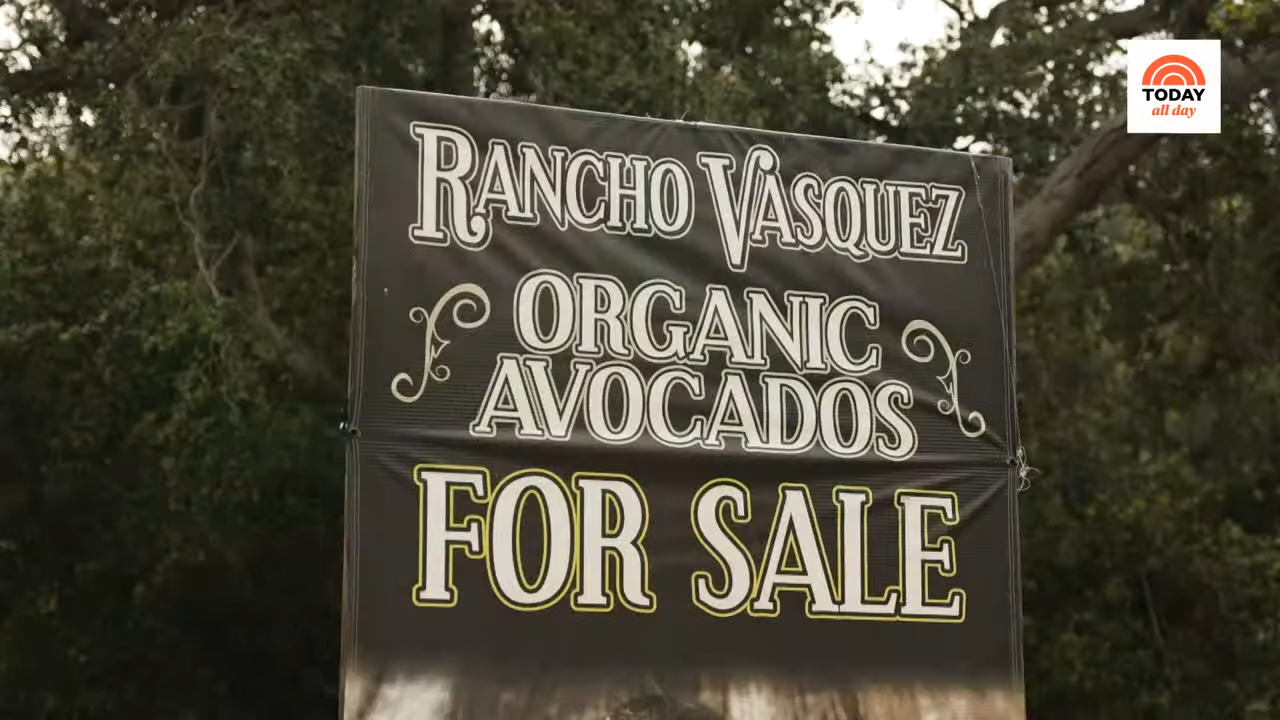 RANCHO VASQUEZ
ORGANIC
AVOCADOS
FOR SALE
TODAY
all day